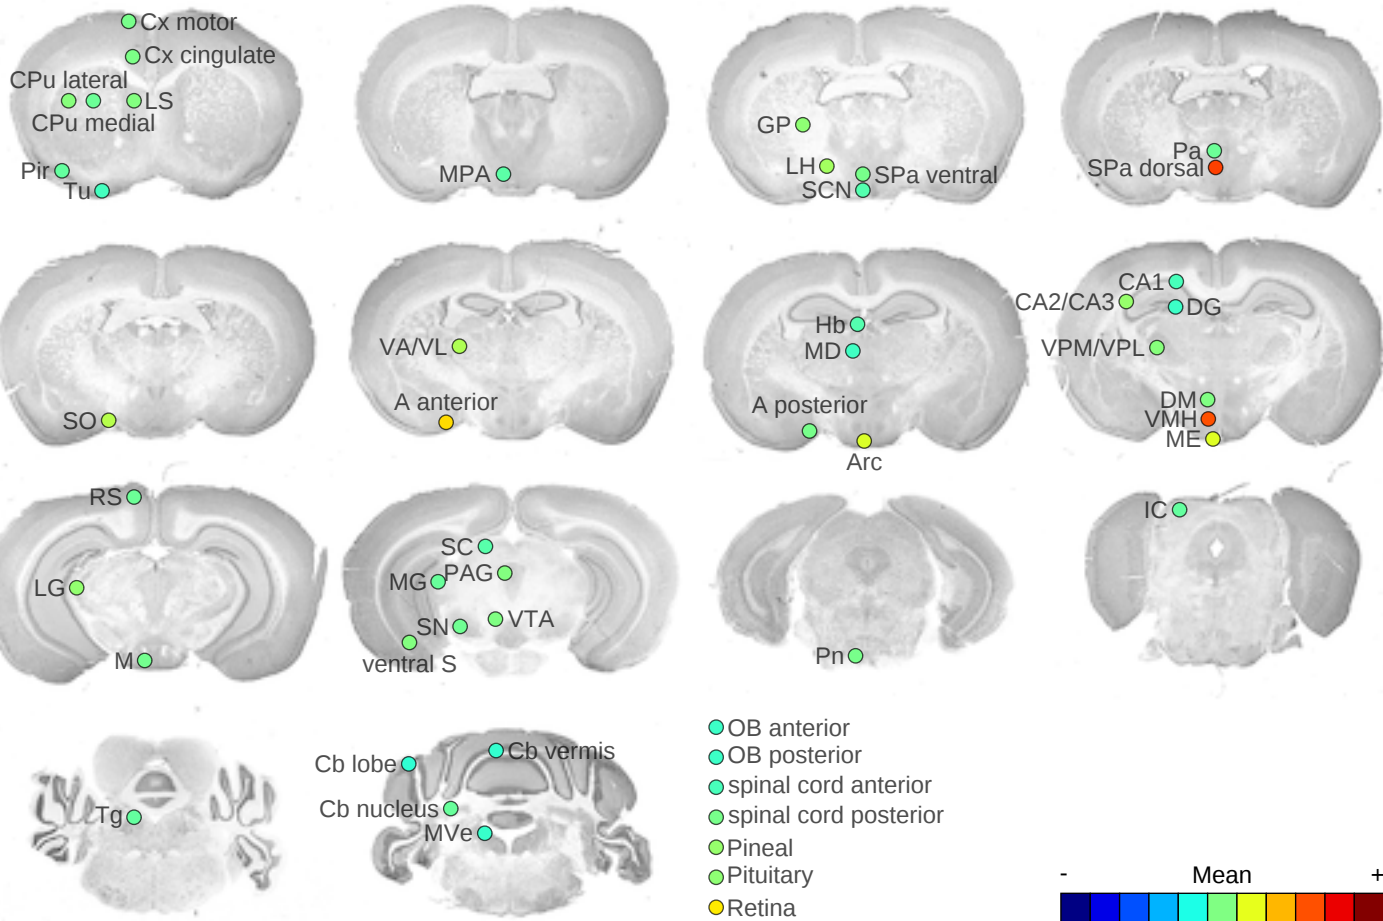 Cx motor
Cx cingulate
CPu lateral
LS
CPu medial
Pir
Tu
MPA
GP
LH
SPa ventral
SCN
Pa
SPa dorsal
SO
VA/VL
A anterior
Hb
MD
A posterior
Arc
CA1
CA2/CA3
DG
VPM/VPL
DM
VMH
ME
RS
LG
M
SC
MG
PAG
SN
VTA
ventral S
Pn
IC
Tg
Cb lobe
Cb vermis
Cb nucleus
MVe
OB anterior
OB posterior
spinal cord anterior
spinal cord posterior
Pineal
Pituitary
Retina
- Mean +